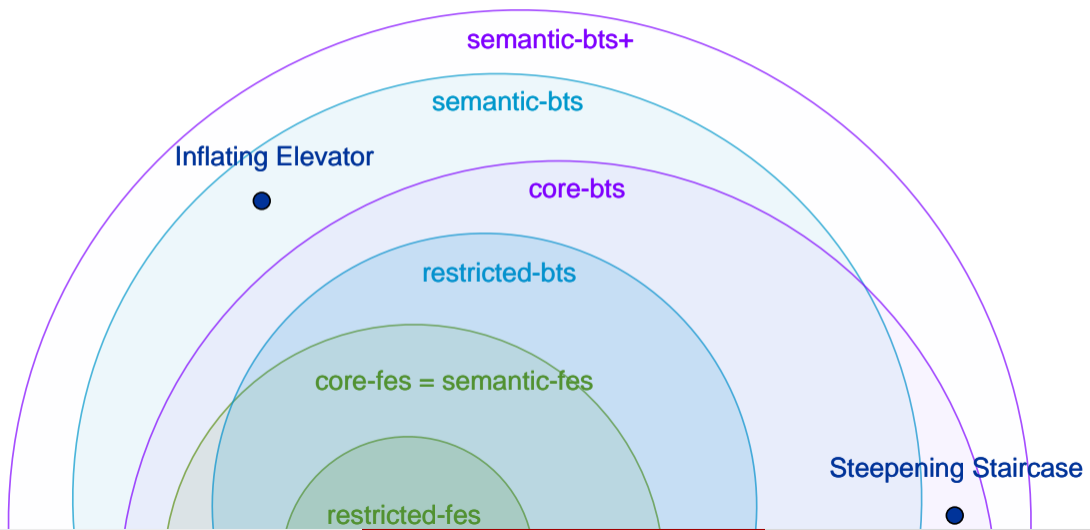 semantic-bts+
semantic-bts
Inflating Elevator
core-bts
restricted-bts
core-fes = semantic-fes
Steepening Staircase
restricted-fes